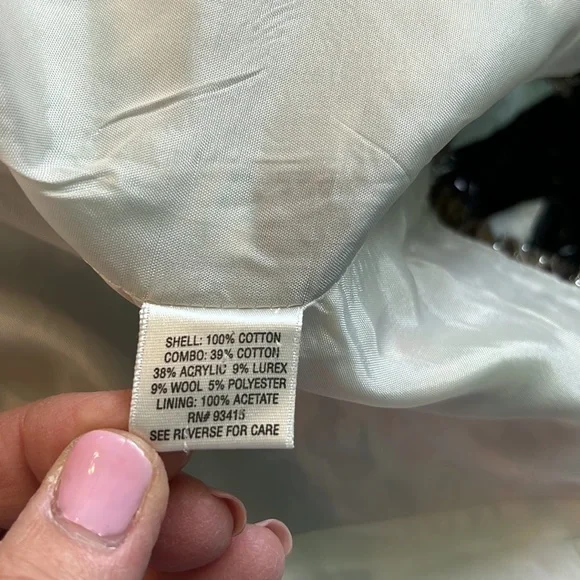 SHELL: 100% COTTON
COMBO: 39% COTTON
38% ACRYLIC 9% LUREX
9% WOOL 5% POLYESTER
LINING: 100% ACETATE
RN# 93415
SEE REVERSE FOR CARE